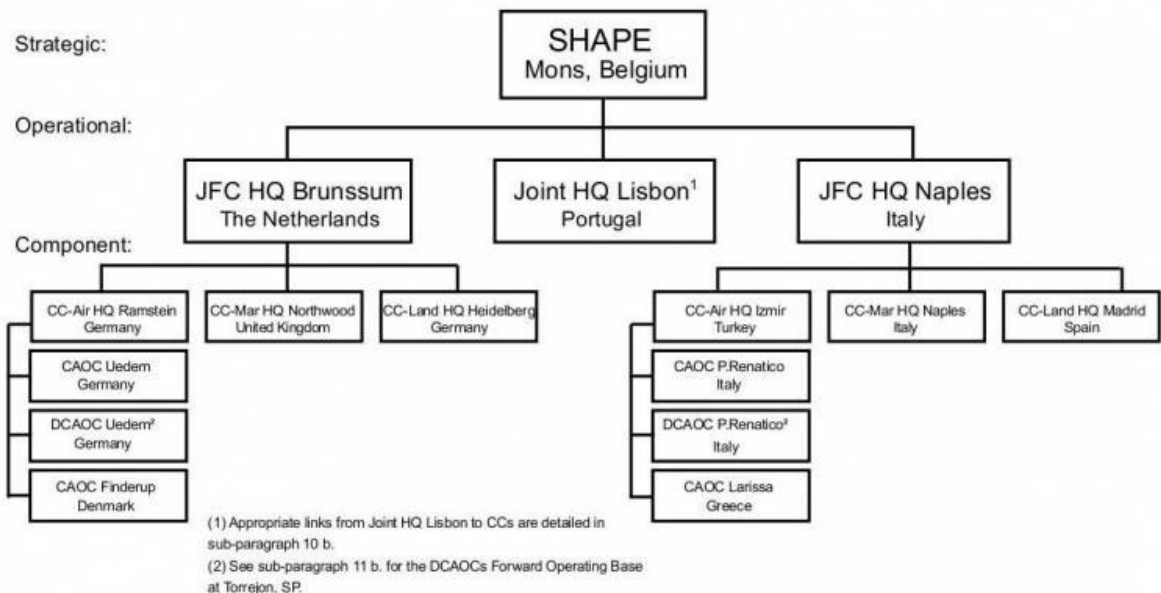 Strategic:
SHAPE
Mons, Belgium
Operational:
JFC HQ Brunssum
The Netherlands
Joint HQ Lisbon¹
Portugal
JFC HQ Naples
Italy
Component:
CC-Air HQ Ramstein
Germany
CC-Mar HQ Northwood
United Kingdom
CC-Land HQ Heidelberg
Germany
CC-Air HQ Izmir
Turkey
CC-Mar HQ Naples
Italy
CC-Land HQ Madrid
Spain
CAOC Uedem
Germany
CAOC P.Renatico
Italy
DCAOC Uedem²
Germany
DCAOC P.Renatico²
Italy
CAOC Finderup
Denmark
CAOC Larissa
Greece
(1) Appropriate links from Joint HQ Lisbon to CCs are detailed in
sub-paragraph 10 b.
(2) See sub-paragraph 11 b. for the DCAOCs Forward Operating Base
at Torrejon, SP.